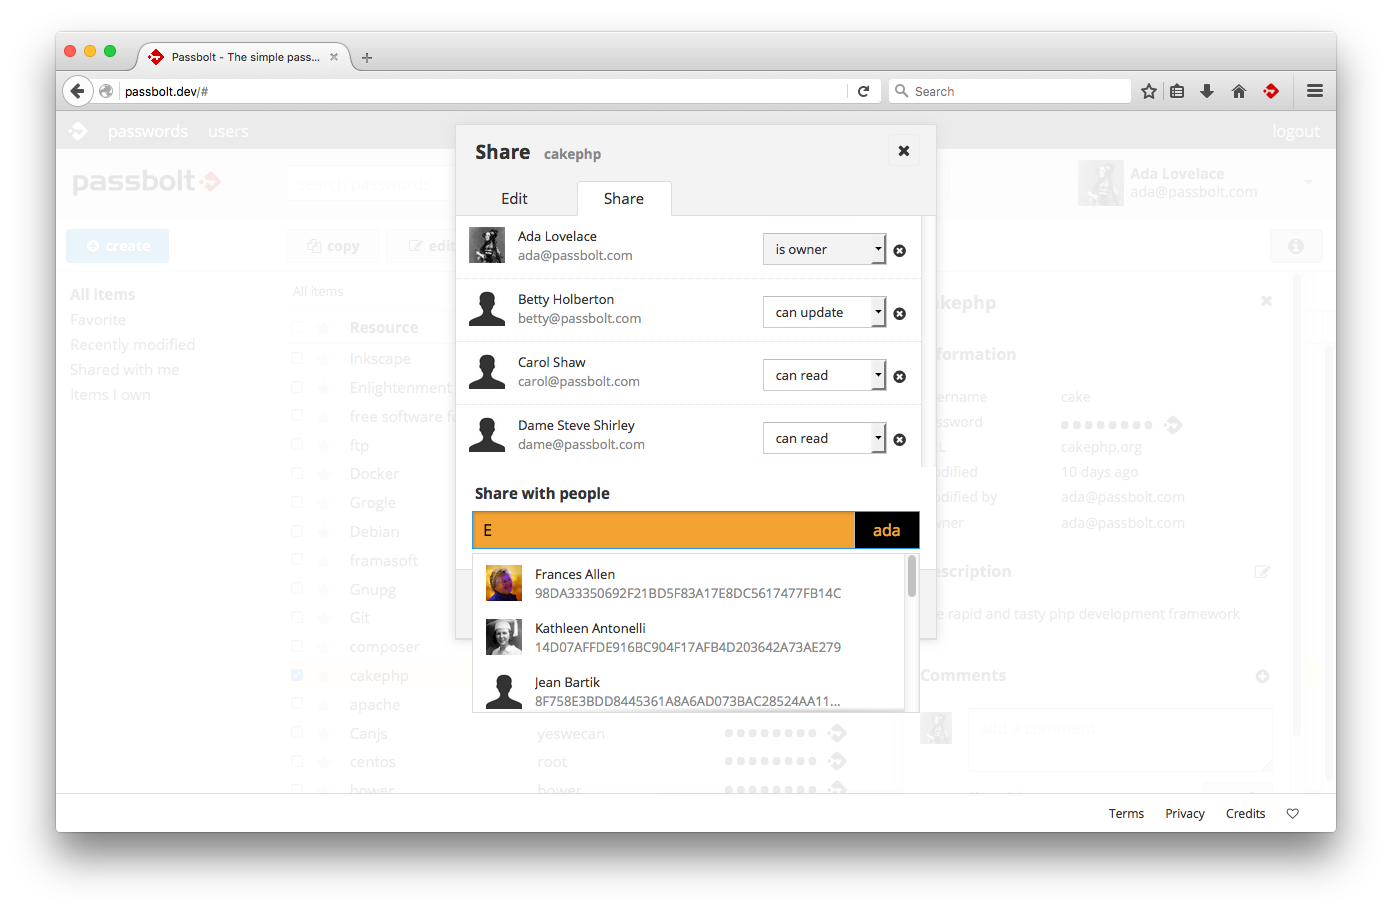 Passbolt - The simple pass...
passbolt.dev/#
Search
passwords users
logout
Share cakephp
Edit Share
passbolt
search passwords
Ada Lovelace
ada@passbolt.com
create
copy
edit
All items
Favorite
Recently modified
Shared with me
Items I own
All items
Resource
Inkscape
Enlightenment
free software fo
ftp
Docker
Grogle
Debian
framasoft
Gnupg
Git
composer
cakephp
apache
Canjs yeswecan
centos root
bower bower
Ada Lovelace
ada@passbolt.com
is owner
Betty Holberton
betty@passbolt.com
can update
Carol Shaw
carol@passbolt.com
can read
Dame Steve Shirley
dame@passbolt.com
can read
Share with people
E ada
Frances Allen
98DA33350692F21BD5F83A17E8DC5617477FB14C
Kathleen Antonelli
14D07AFFDE916BC904F17AFB4D203642A73AE279
Jean Bartik
8F758E3BDD8445361A8A6AD073BAC28524AA11...
kephp
formation
ername cake
ssword
L cakephp.org
dified 10 days ago
dified by ada@passbolt.com
ner ada@passbolt.com
escription
e rapid and tasty php development framework
Comments
add a comment
Terms Privacy Credits